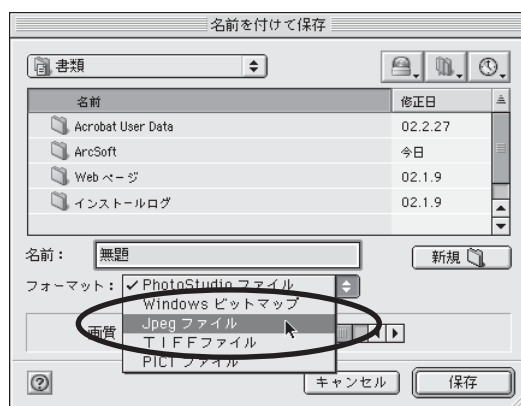 名前を付けて保存
書類
名前 修正日
Acrobat User Data 02.2.27
ArcSoft 今日
Web ページ 02.1.9
インストールログ 02.1.9
名前： 無題
新規
フォーマット： ✓ PhotoStudio ファイル
Windows ビットマップ
画質 Jpeg ファイル
ＴＩＦＦファイル
PICT ファイル
? キャンセル 保存